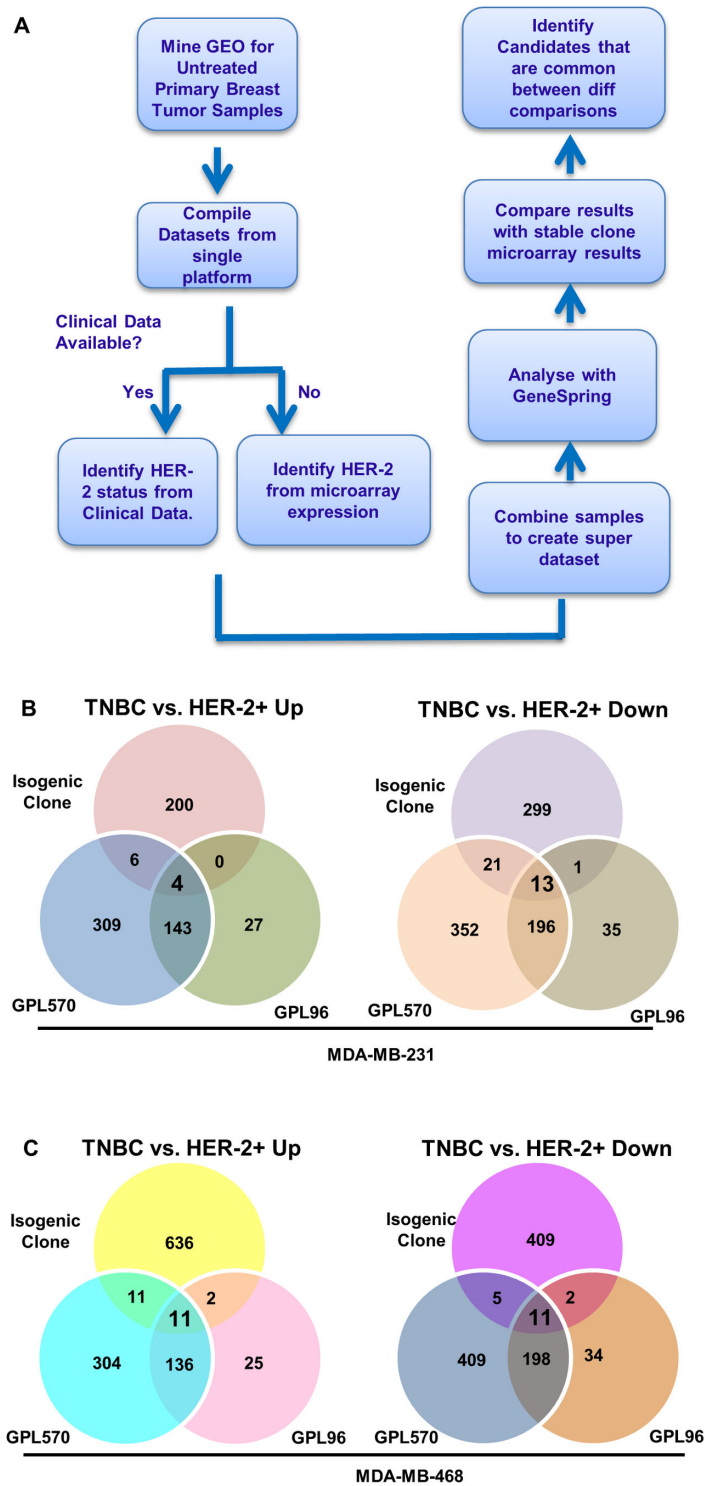 A
Mine GEO for
Untreated
Primary Breast
Tumor Samples
Compile
Datasets from
single
platform
Clinical Data
Available?
Yes
No
Identify HER-
2 status from
Clinical Data.
Identify HER-2
from microarray
expression
Identify
Candidates that
are common
between diff
comparisons
Compare results
with stable clone
microarray results
Analyse with
GeneSpring
Combine samples
to create super
dataset
B
TNBC vs. HER-2+ Up
Isogenic
Clone
200
6
0
4
309
143
27
GPL570
GPL96
TNBC vs. HER-2+ Down
Isogenic
Clone
299
21
1
13
352
196
35
GPL570
GPL96
MDA-MB-231
C
TNBC vs. HER-2+ Up
Isogenic
Clone
636
11
2
11
304
136
25
GPL570
GPL96
TNBC vs. HER-2+ Down
Isogenic
Clone
409
5
2
11
409
198
34
GPL570
GPL96
MDA-MB-468